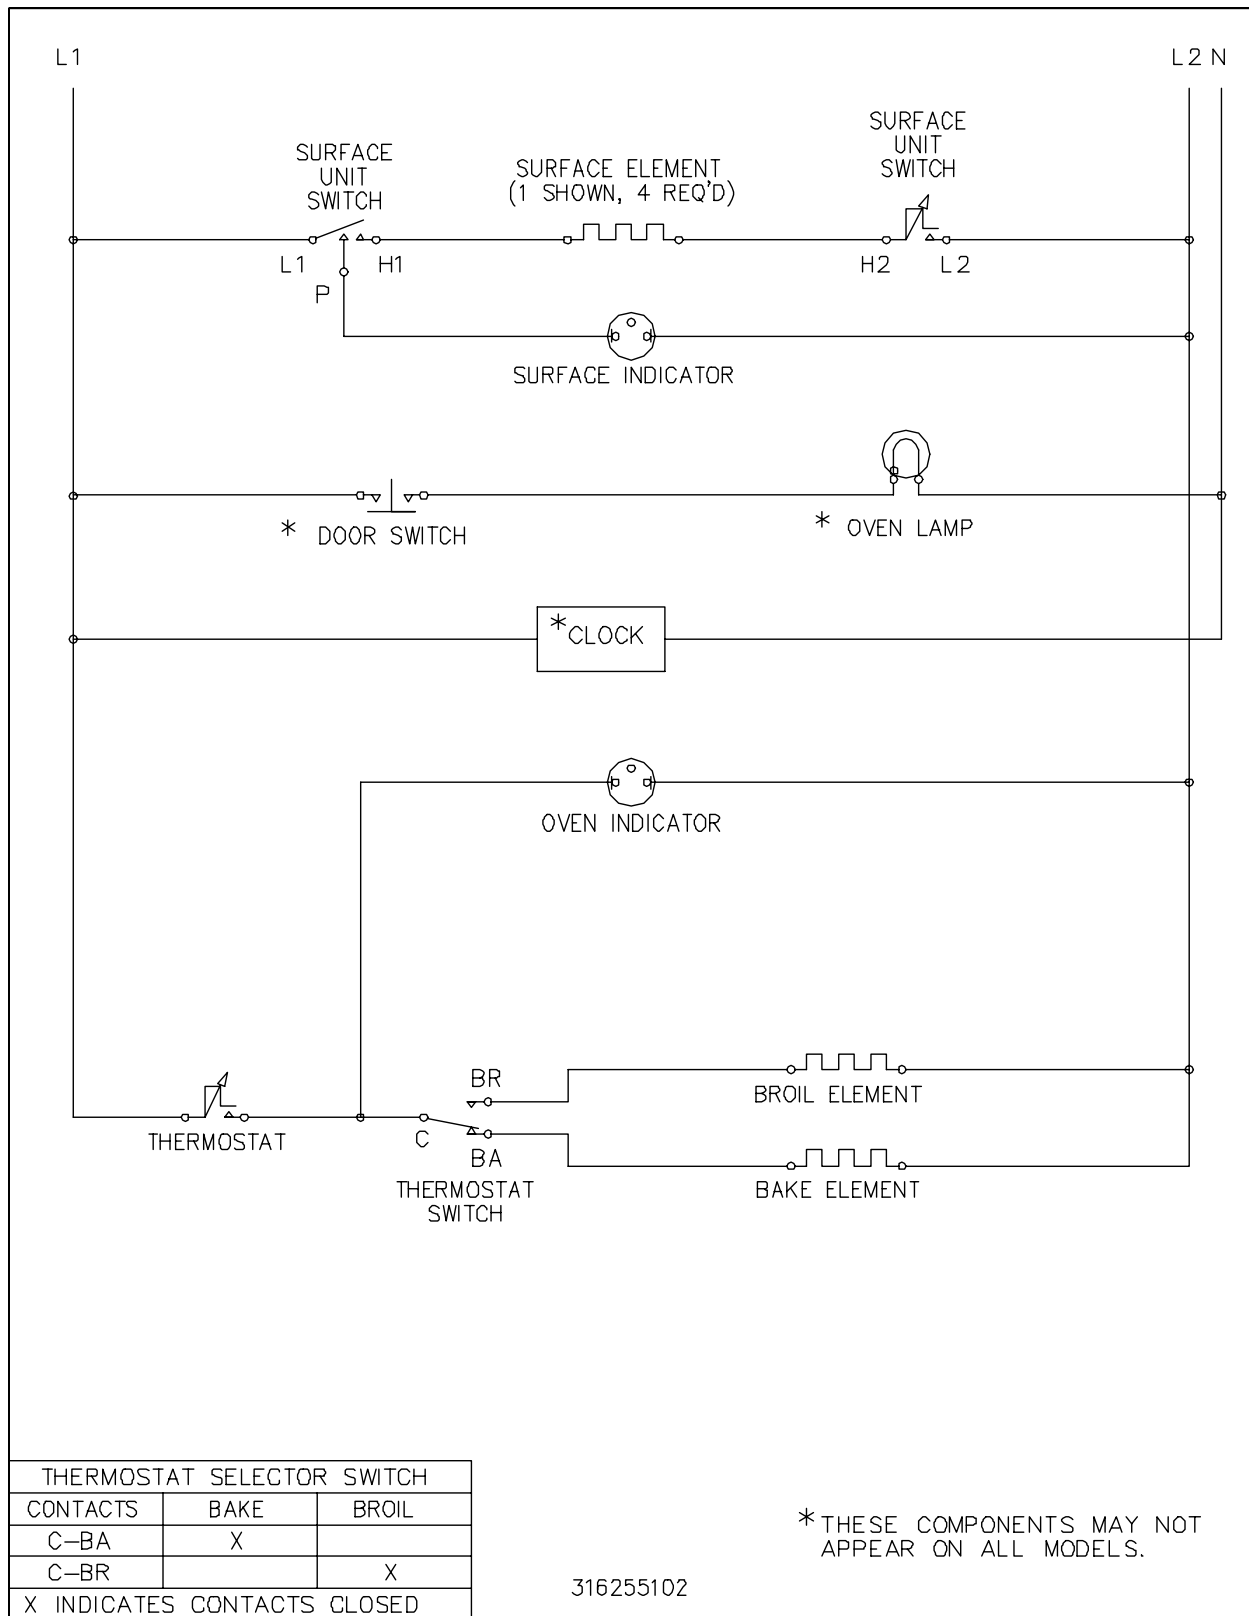 L1
L2 N
SURFACE
UNIT
SWITCH
SURFACE ELEMENT
(1 SHOWN, 4 REQ'D)
SURFACE
UNIT
SWITCH
L1
H1
H2
L2
P
SURFACE INDICATOR
* DOOR SWITCH
* OVEN LAMP
*CLOCK
OVEN INDICATOR
BR
BROIL ELEMENT
THERMOSTAT
C
BA
BAKE ELEMENT
THERMOSTAT
SWITCH
THERMOSTAT SELECTOR SWITCH
CONTACTS BAKE BROIL
C-BA X
C-BR X
X INDICATES CONTACTS CLOSED
* THESE COMPONENTS MAY NOT
APPEAR ON ALL MODELS.
316255102